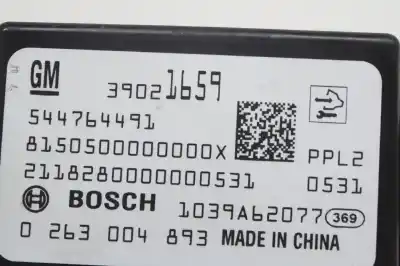 GM
39021659
544764491
8150500000000X PPL2
2118280000000531 0531
BOSCH 1039A62077 369
0 263 004 893 MADE IN CHINA